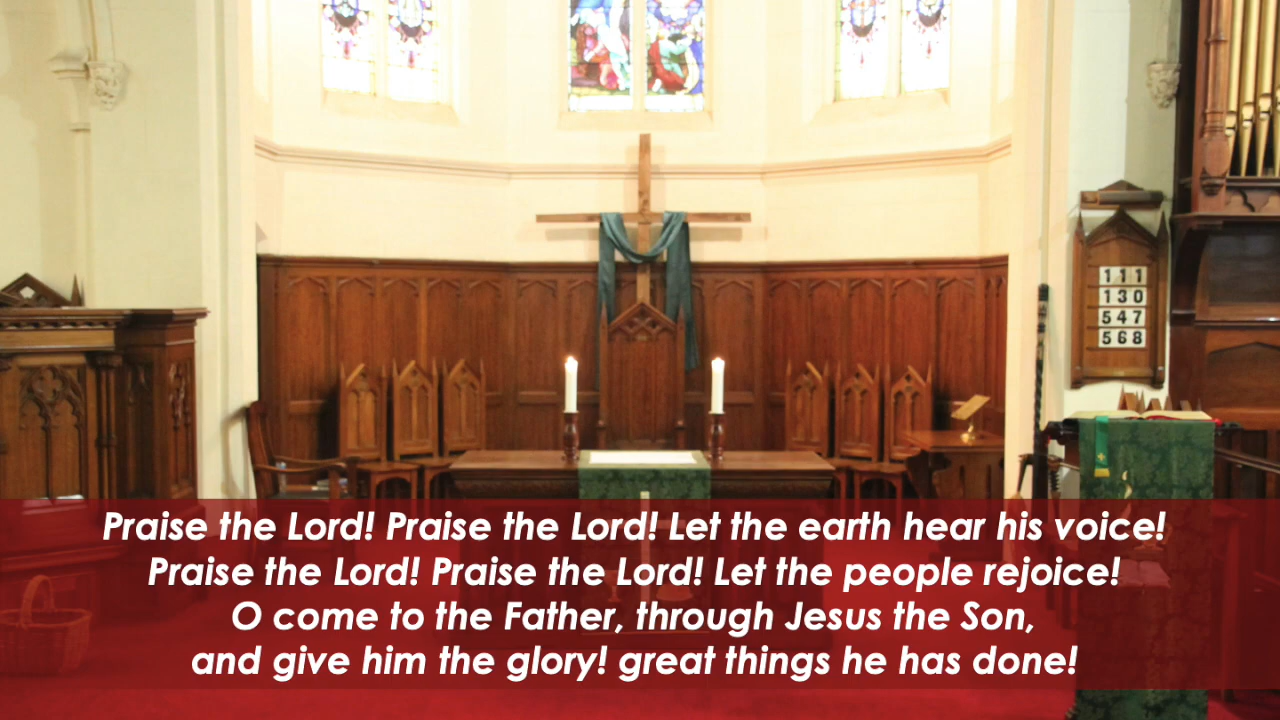 111
130
547
568
Praise the Lord! Praise the Lord! Let the earth hear his voice!
Praise the Lord! Praise the Lord! Let the people rejoice!
O come to the Father, through Jesus the Son,
and give him the glory! great things he has done!